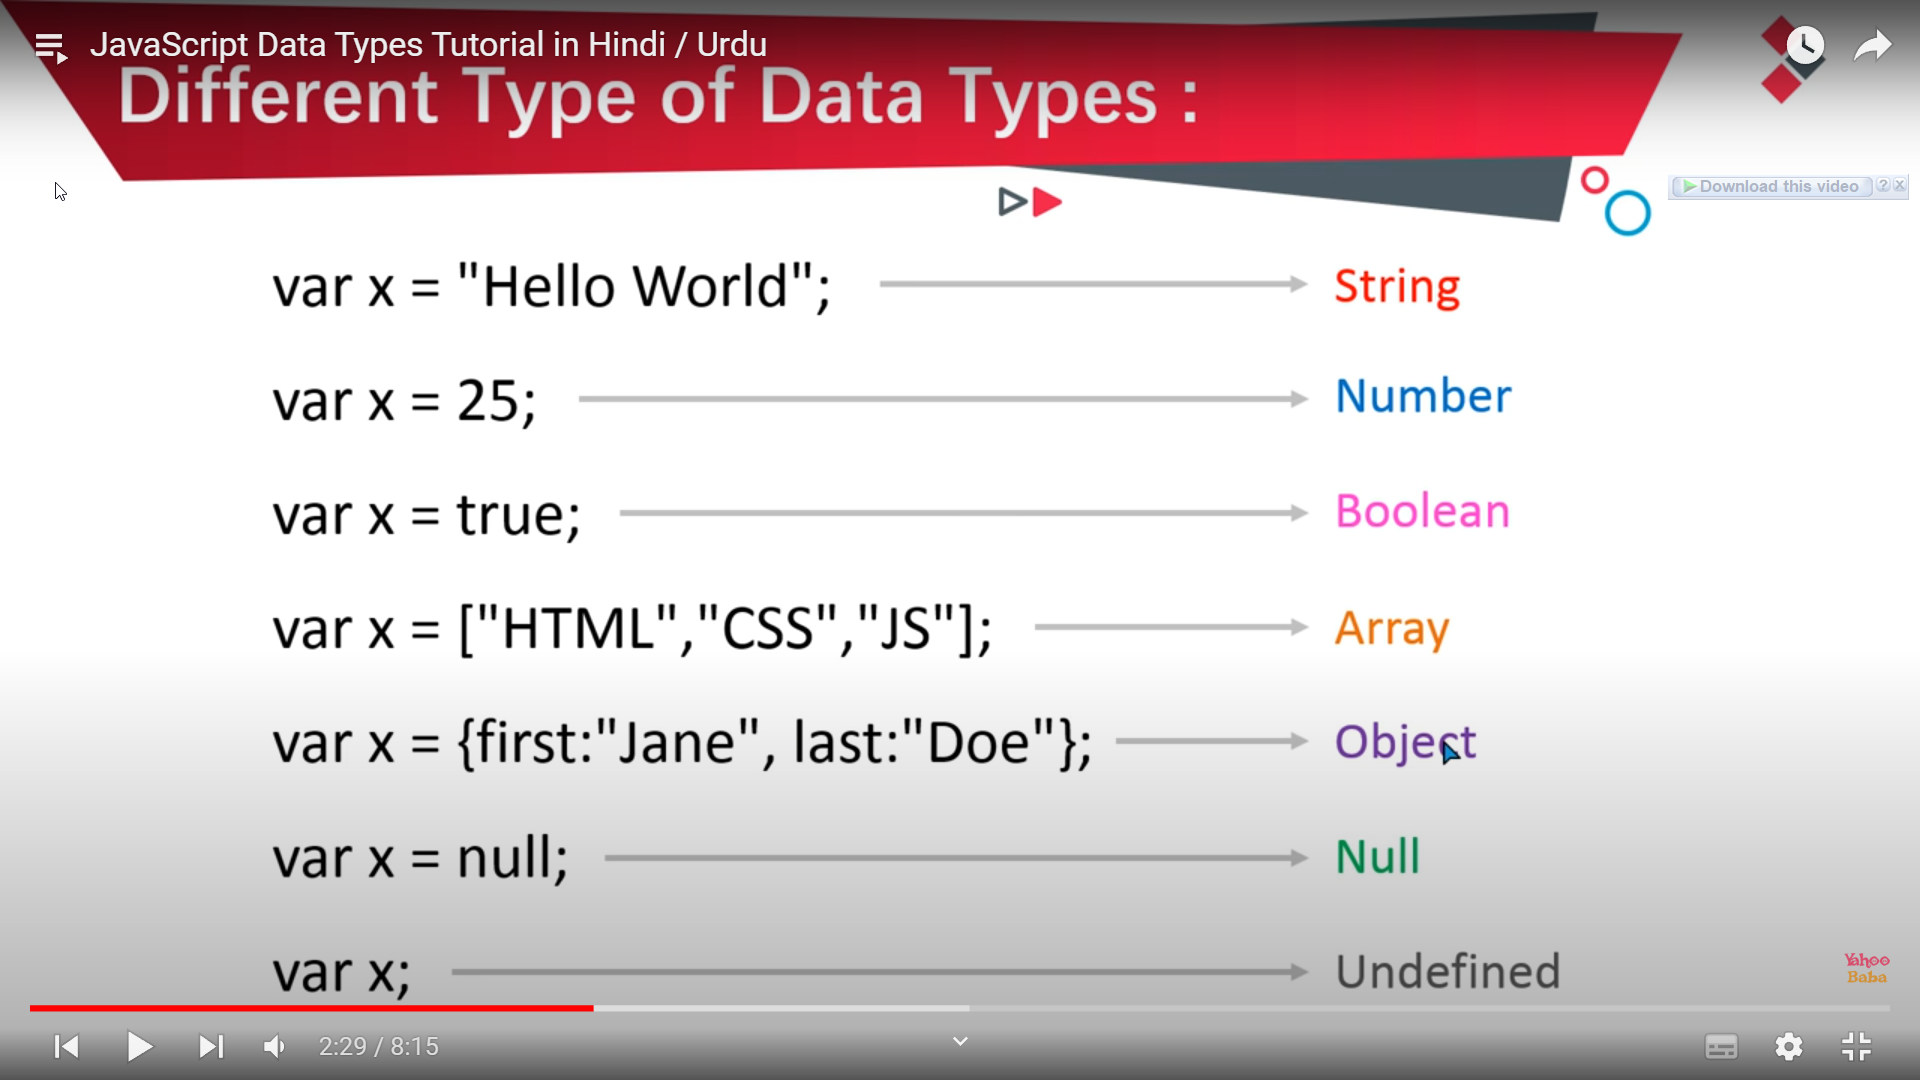 JavaScript Data Types Tutorial in Hindi / Urdu
Different Type of Data Types :
Download this video ? x
var x = "Hello World"; String
var x = 25; Number
var x = true; Boolean
var x = ["HTML","CSS","JS"]; Array
var x = {first:"Jane", last:"Doe"}; Object
var x = null; Null
var x; Undefined
Yahoo
Baba
2:29 / 8:15